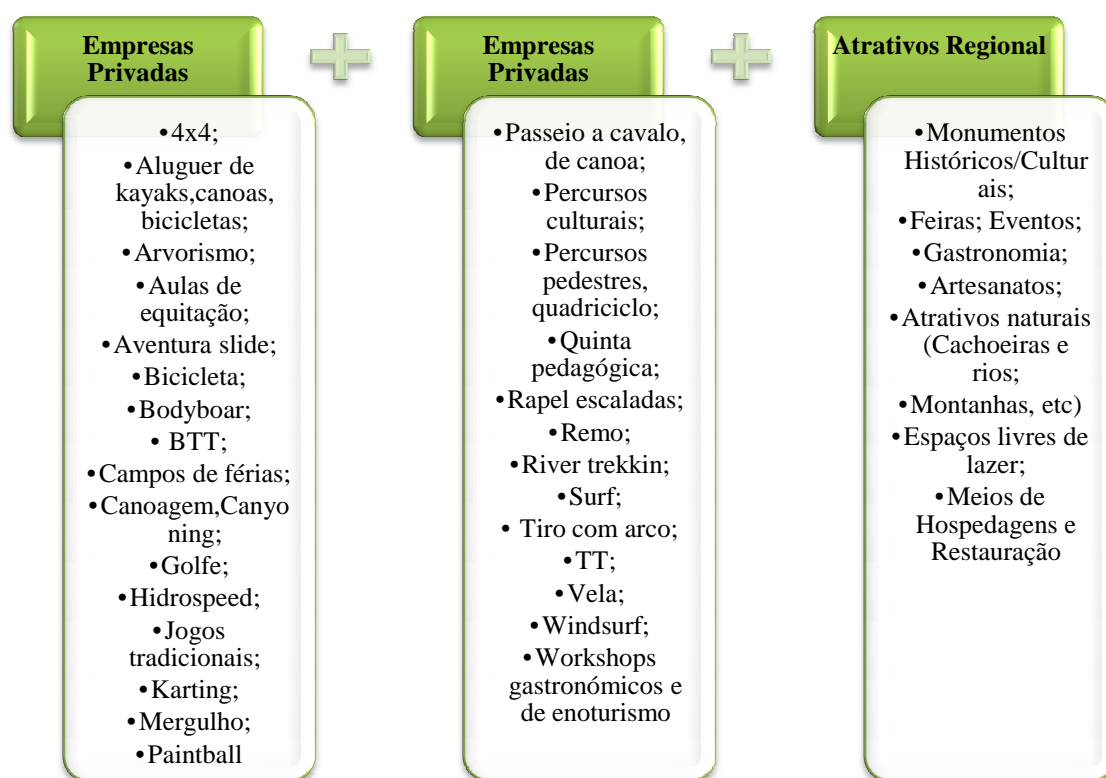 Empresas
Privadas
•4x4;
•Aluguer de
kayaks,canoas,
bicicletas;
•Arvorismo;
•Aulas de
equitação;
•Aventura slide;
•Bicicleta;
•Bodyboar;
• BTT;
•Campos de férias;
•Canoagem,Canyo
ning;
•Golfe;
•Hidrospeed;
•Jogos
tradicionais;
•Karting;
•Mergulho;
•Paintball
Empresas
Privadas
•Passeio a cavalo,
de canoa;
•Percursos
culturais;
•Percursos
pedestres,
quadriciclo;
•Quinta
pedagógica;
•Rapel escaladas;
•Remo;
•River trekkin;
•Surf;
• Tiro com arco;
•TT;
•Vela;
•Windsurf;
•Workshops
gastronómicos e
de enoturismo
Atrativos Regional
•Monumentos
Históricos/Cultur
ais;
•Feiras; Eventos;
•Gastronomia;
•Artesanatos;
•Atrativos naturais
(Cachoeiras e
rios;
•Montanhas, etc)
•Espaços livres de
lazer;
•Meios de
Hospedagens e
Restauração